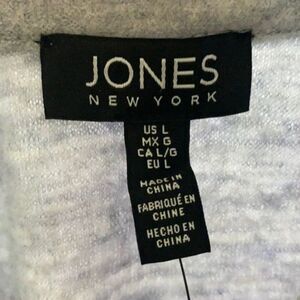 JONES
NEW YORK
US L
MX G
CA L/G
EU L
MADE IN
CHINA
FABRIQUÉ EN
CHINE
HECHO EN
CHINA